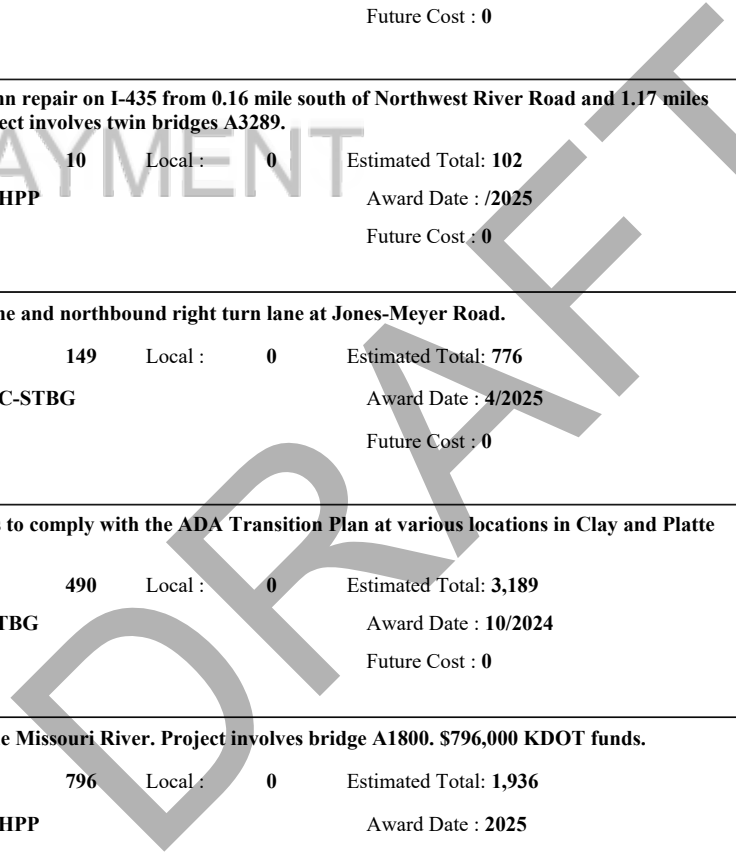 Future Cost : 0
nn repair on I-435 from 0.16 mile south of Northwest River Road and 1.17 miles
ect involves twin bridges A3289.
AYMENT
10 Local : 0 Estimated Total: 102
HPP Award Date : /2025
Future Cost : 0
ne and northbound right turn lane at Jones-Meyer Road.
149 Local : 0 Estimated Total: 776
C-STBG Award Date : 4/2025
Future Cost : 0
s to comply with the ADA Transition Plan at various locations in Clay and Platte
490 Local : 0 Estimated Total: 3,189
TBG Award Date : 10/2024
Future Cost : 0
e Missouri River. Project involves bridge A1800. $796,000 KDOT funds.
796 Local : 0 Estimated Total: 1,936
HPP Award Date : 2025
DRAFT